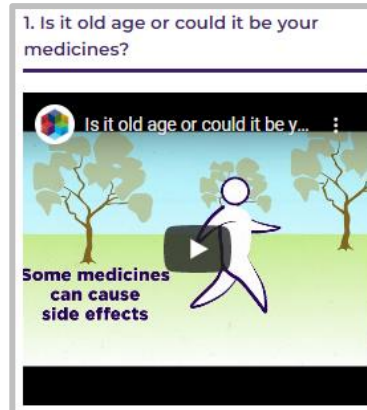 1. Is it old age or could it be your
medicines?
Is it old age or could it be y...
Some medicines
can cause
side effects